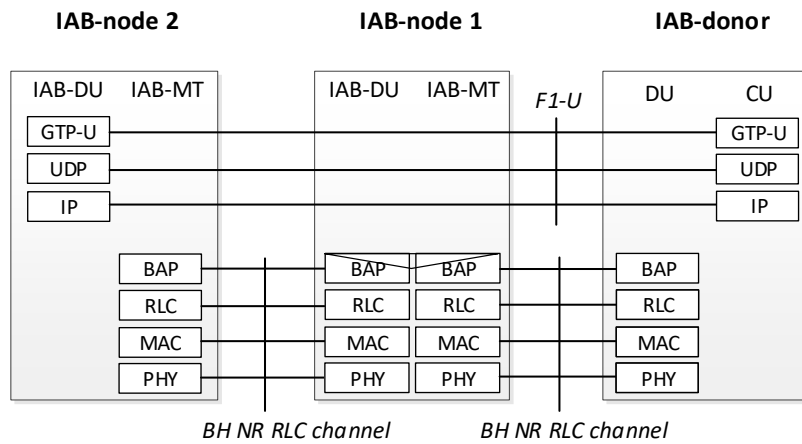 IAB-node 2 IAB-node 1 IAB-donor
IAB-DU IAB-MT IAB-DU IAB-MT F1-U DU CU
GTP-U GTP-U
UDP UDP
IP IP
BAP BAP BAP BAP
RLC RLC RLC RLC
MAC MAC MAC MAC
PHY PHY PHY PHY
BH NR RLC channel BH NR RLC channel